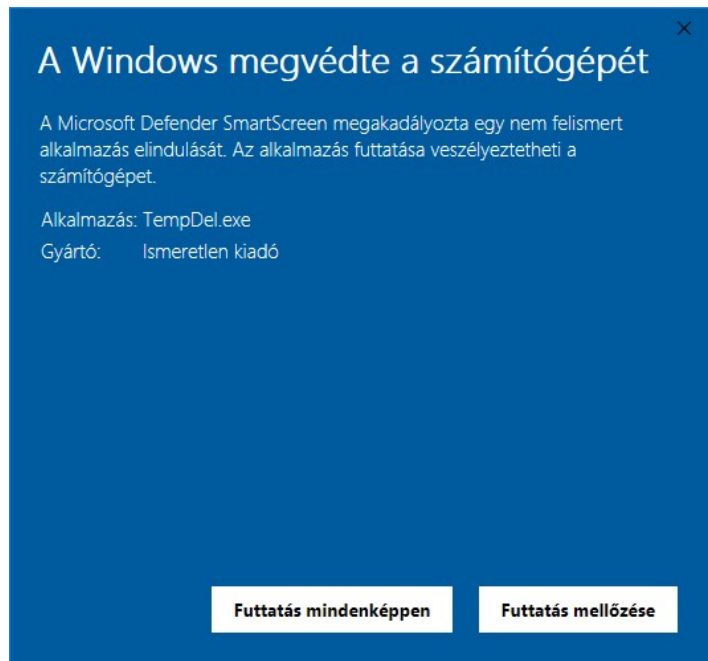 A Windows megvédte a számítógépét
A Microsoft Defender SmartScreen megakadályozta egy nem felismert
alkalmazás elindulását. Az alkalmazás futtatása veszélyeztetheti a
számítógépet.
Alkalmazás: TempDel.exe
Gyártó: Ismeretlen kiadó
Futtatás mindenképpen Futtatás mellőzése